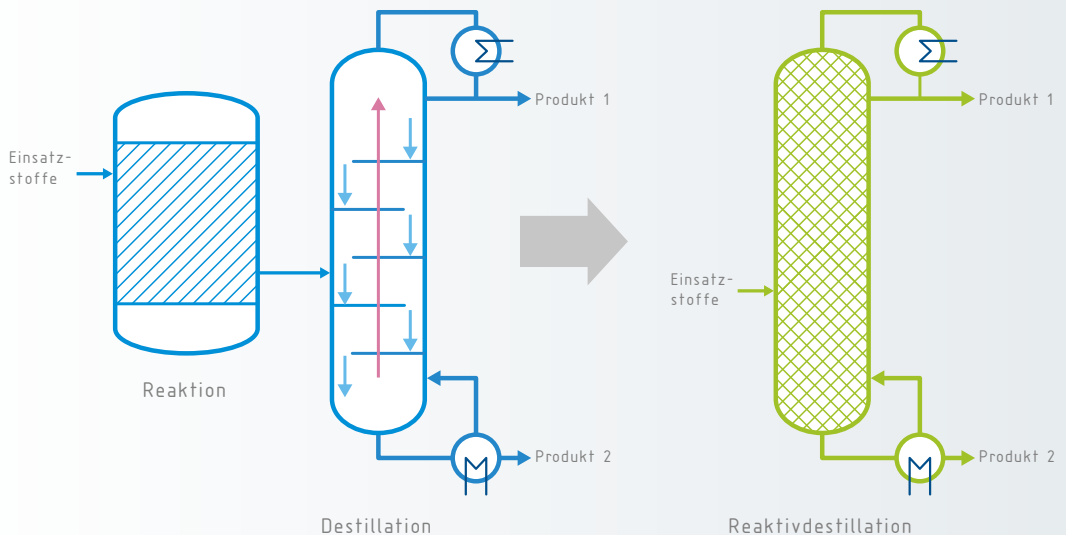 Einsatz-
stoffe
Reaktion
Produkt 1
Produkt 2
Destillation
Einsatz-
stoffe
Produkt 1
Produkt 2
Reaktivdestillation